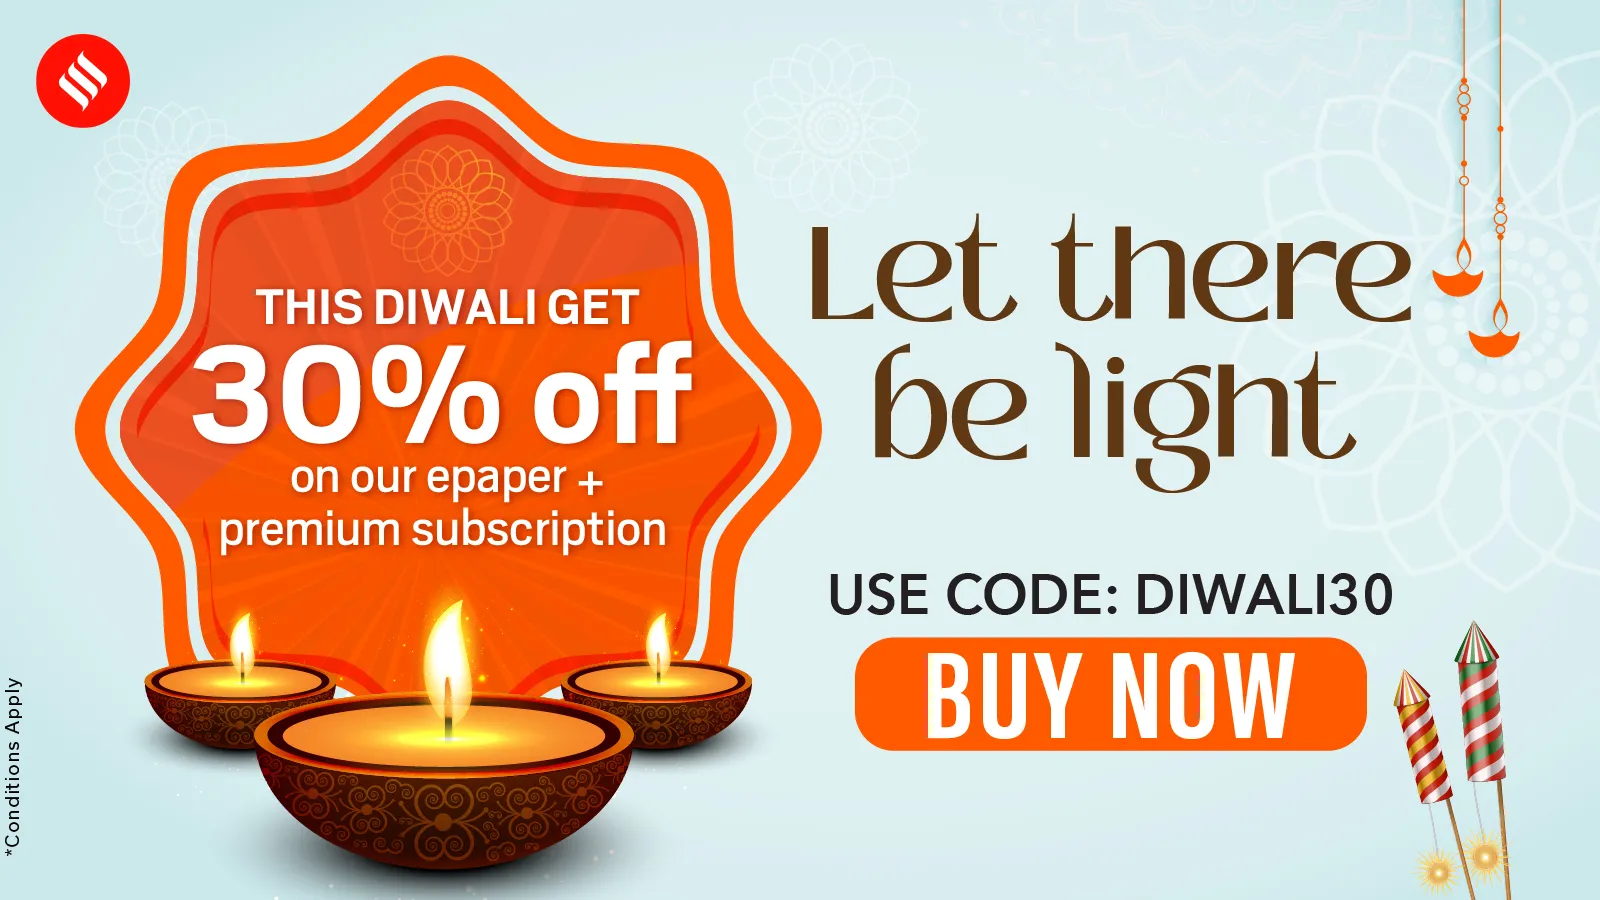 THIS DIWALI GET
30% off
on our epaper +
premium subscription
Let there
be light
USE CODE: DIWALI30
BUY NOW
*Conditions Apply